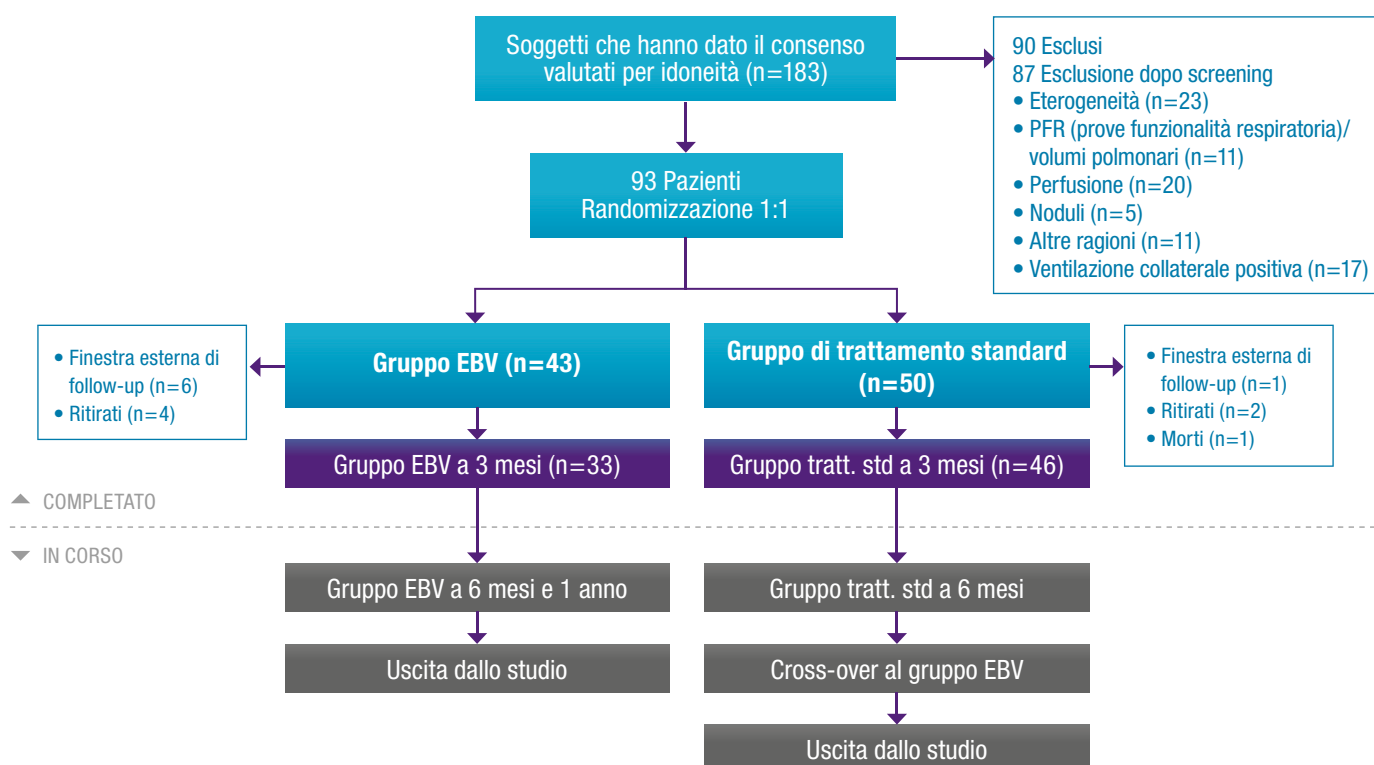 Soggetti che hanno dato il consenso
valutati per idoneità (n=183)
90 Esclusi
87 Esclusione dopo screening
• Eterogeneità (n=23)
• PFR (prove funzionalità respiratoria)/
volumi polmonari (n=11)
• Perfusione (n=20)
• Noduli (n=5)
• Altre ragioni (n=11)
• Ventilazione collaterale positiva (n=17)
93 Pazienti
Randomizzazione 1:1
• Finestra esterna di
follow-up (n=6)
• Ritirati (n=4)
Gruppo EBV (n=43)
Gruppo di trattamento standard
(n=50)
• Finestra esterna di
follow-up (n=1)
• Ritirati (n=2)
• Morti (n=1)
Gruppo EBV a 3 mesi (n=33)
Gruppo tratt. std a 3 mesi (n=46)
COMPLETATO
IN CORSO
Gruppo EBV a 6 mesi e 1 anno
Gruppo tratt. std a 6 mesi
Uscita dallo studio
Cross-over al gruppo EBV
Uscita dallo studio